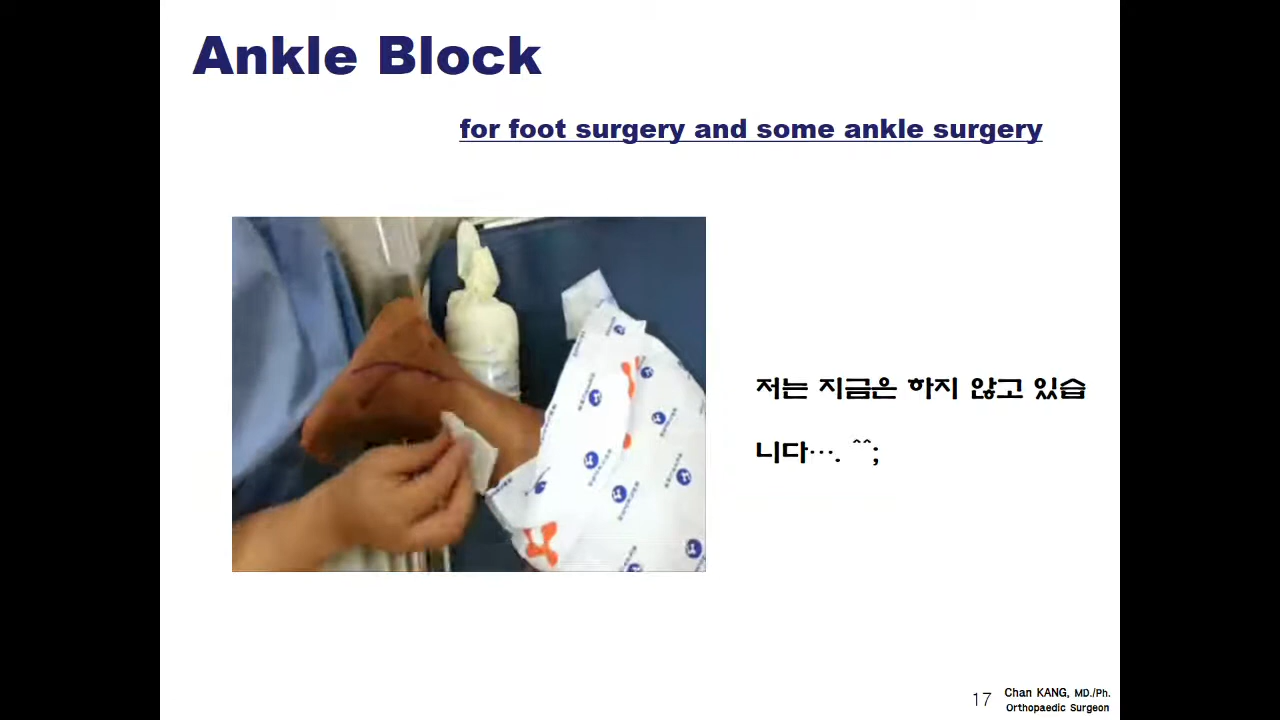 Ankle Block
for foot surgery and some ankle surgery
저는 지금은 하지 않고 있습
니다…. ^^;
17
Chan KANG, MD./Ph.
Orthopaedic Surgeon